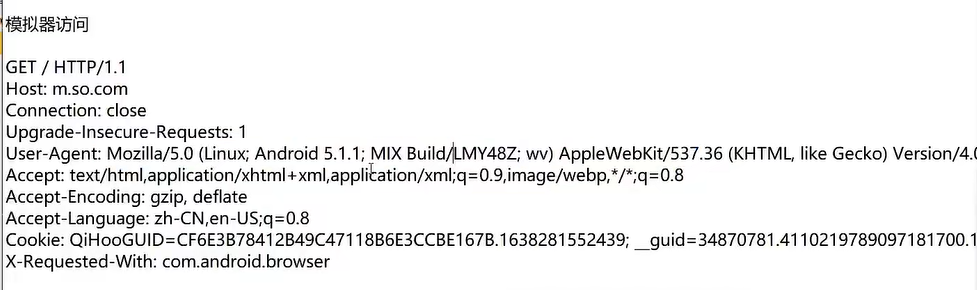 模拟器访问
GET / HTTP/1.1
Host: m.so.com
Connection: close
Upgrade-Insecure-Requests: 1
User-Agent: Mozilla/5.0 (Linux; Android 5.1.1; MIX Build/LMY48Z; wv) AppleWebKit/537.36 (KHTML, like Gecko) Version/4.0
Accept: text/html,application/xhtml+xml,application/xml;q=0.9,image/webp,*/*;q=0.8
Accept-Encoding: gzip, deflate
Accept-Language: zh-CN,en-US;q=0.8
Cookie: QiHooGUID=CF6E3B78412B49C47118B6E3CCBE167B.1638281552439; __guid=34870781.4110219789097181700.1
X-Requested-With: com.android.browser